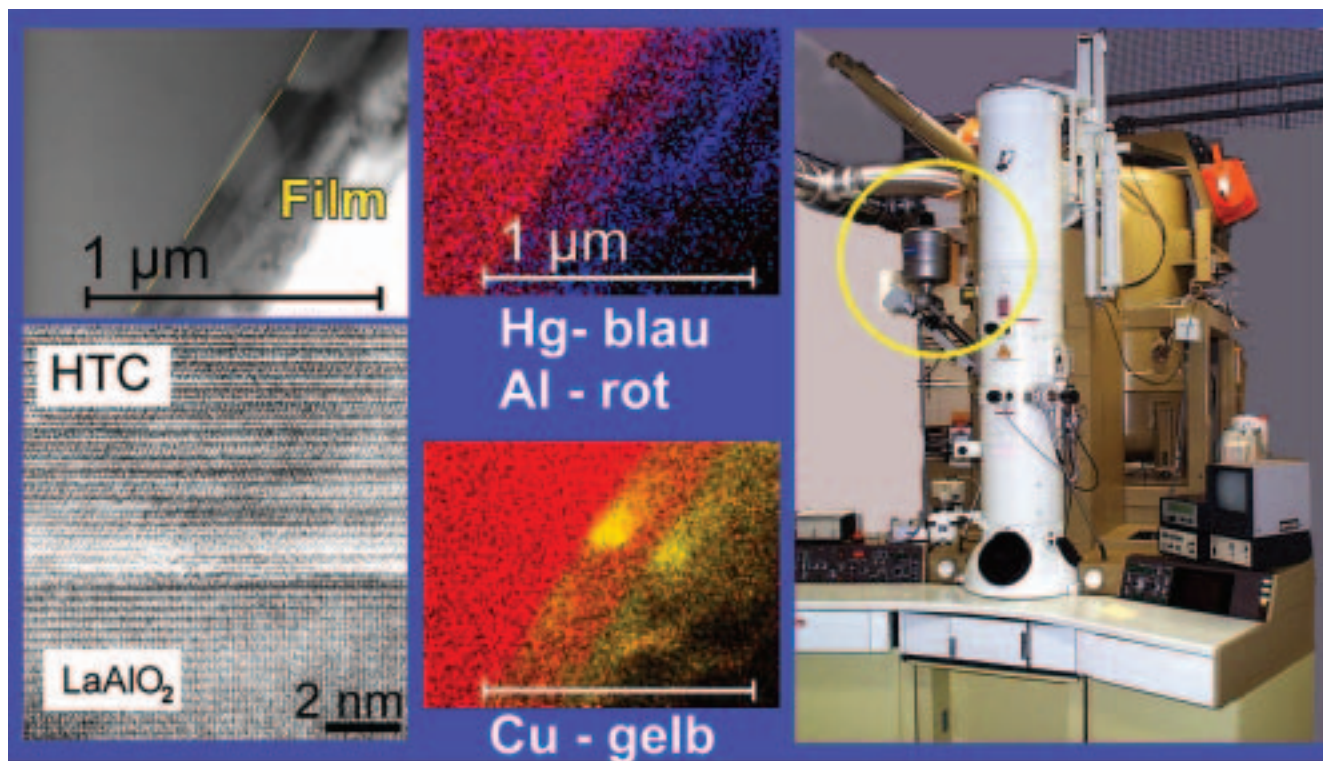 Film
1 µm
HTC
LaAlO₂
2 nm
1 µm
Hg- blau
Al - rot
Cu - gelb